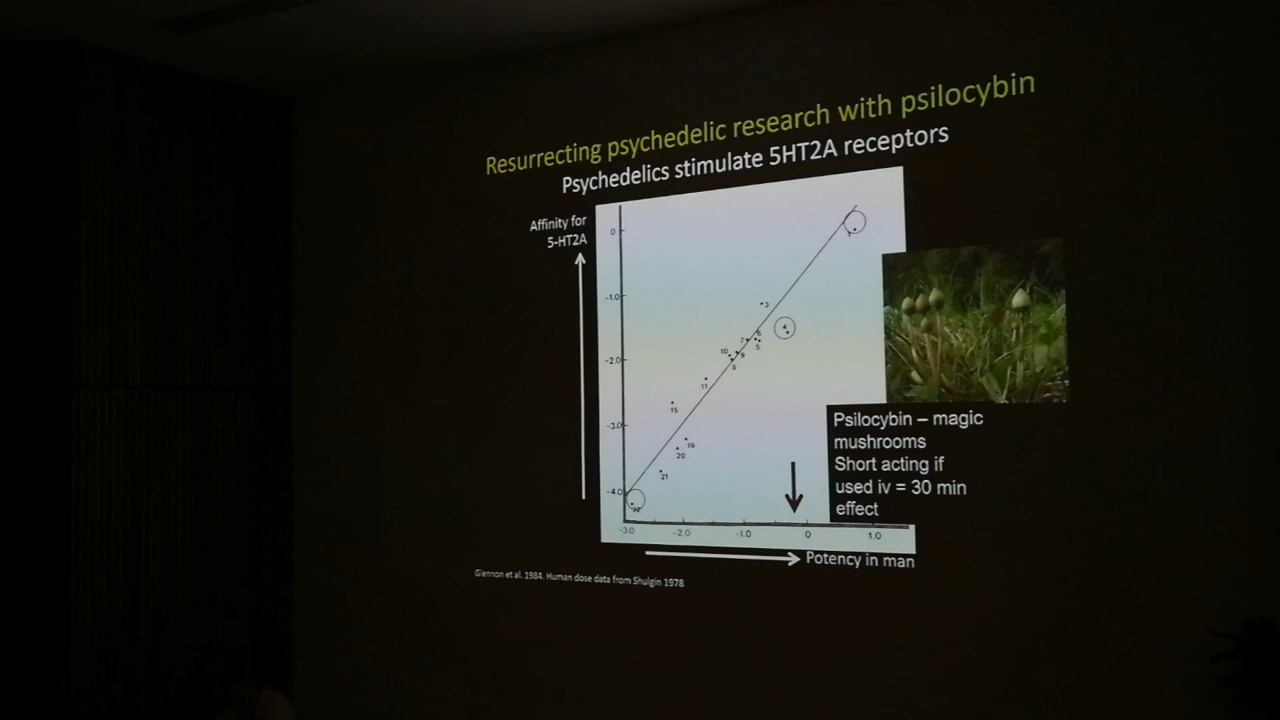 Resurrecting psychedelic research with psilocybin
Psychedelics stimulate 5HT2A receptors
Affinity for
5-HT2A
0
-1.0
-2.0
-3.0
-4.0
1
3
4
6
7
5
10
9
8
11
15
19
20
21
22
-3.0
-2.0
-1.0
0
1.0
Potency in man
Psilocybin – magic
mushrooms
Short acting if
used iv = 30 min
effect
Glennon et al. 1984. Human dose data from Shulgin 1978